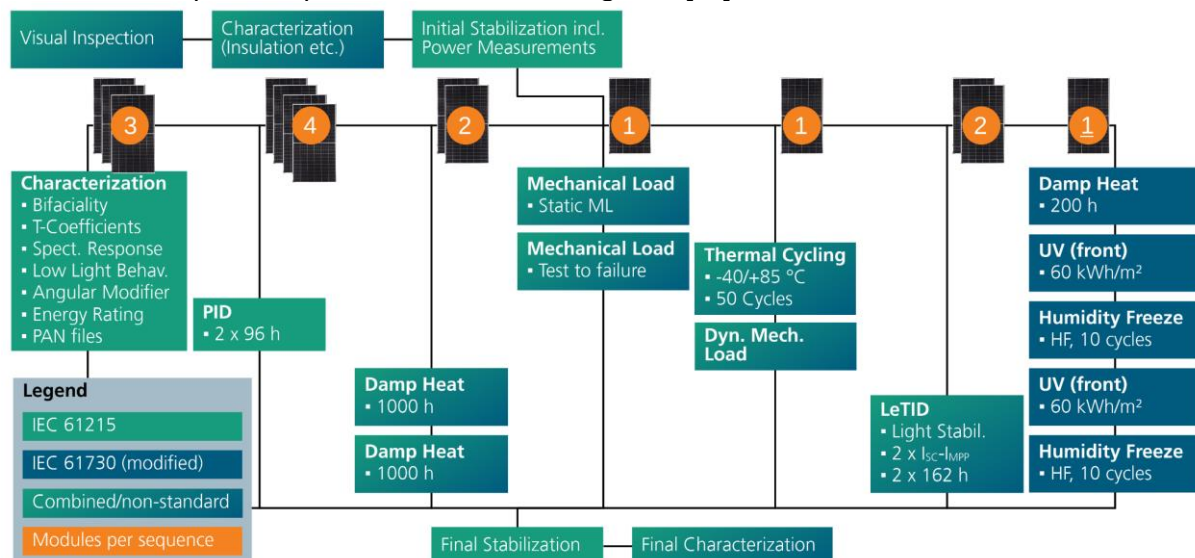 Visual Inspection
Characterization
(Insulation etc.)
Initial Stabilization incl.
Power Measurements
3
4
2
1
1
2
1
Characterization
▪ Bifaciality
▪ T-Coefficients
▪ Spect. Response
▪ Low Light Behav.
▪ Angular Modifier
▪ Energy Rating
▪ PAN files
PID
▪ 2 x 96 h
Damp Heat
▪ 1000 h
Damp Heat
▪ 1000 h
Mechanical Load
▪ Static ML
Mechanical Load
▪ Test to failure
Thermal Cycling
▪ -40/+85 °C
▪ 50 Cycles
Dyn. Mech.
Load
LeTID
▪ Light Stabil.
▪ 2 x ISC-IMPP
▪ 2 x 162 h
Damp Heat
▪ 200 h
UV (front)
▪ 60 kWh/m²
Humidity Freeze
▪ HF, 10 cycles
UV (front)
▪ 60 kWh/m²
Humidity Freeze
▪ HF, 10 cycles
Legend
IEC 61215
IEC 61730 (modified)
Combined/non-standard
Modules per sequence
Final Stabilization
Final Characterization